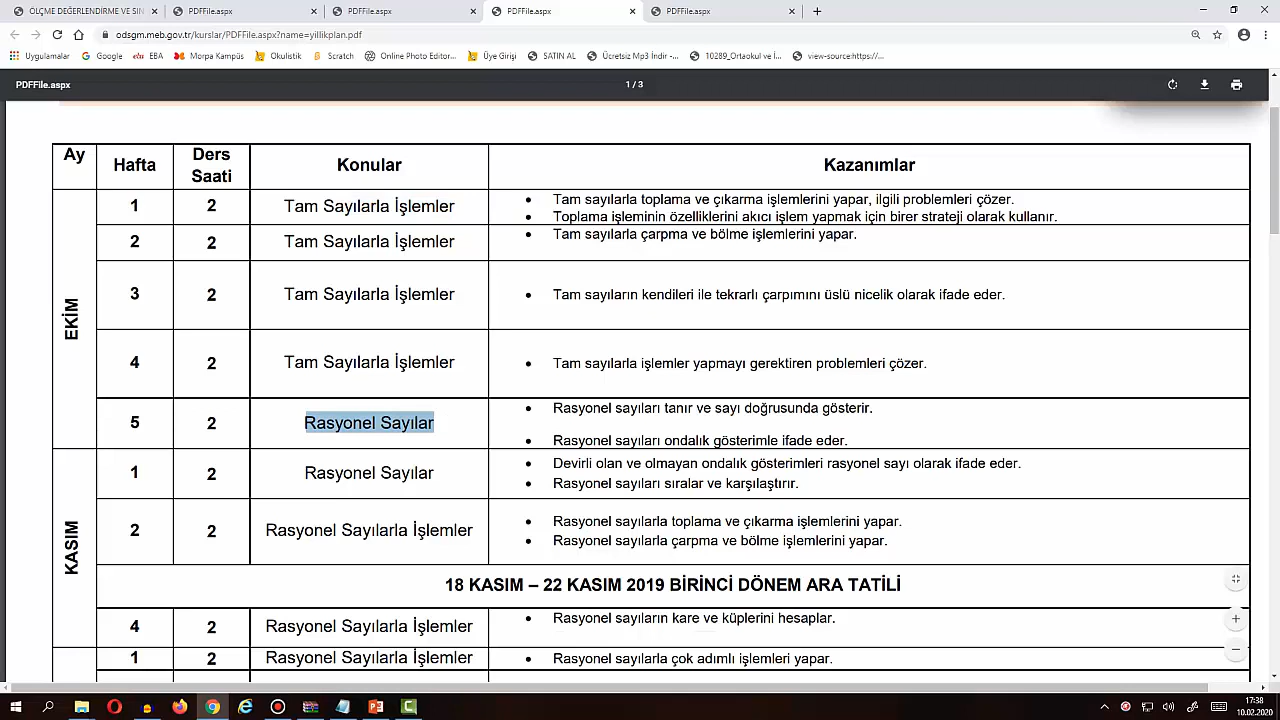 ÖLÇME DEĞERLENDİRME VE SIN
PDFFile.aspx
PDFFile.aspx
PDFFile.aspx
PDFFile.aspx
odsgm.meb.gov.tr/kurslar/PDFFile.aspx?name=yillikplan.pdf
Uygulamalar
Google
EBA
Morpa Kampüs
Okulistik
Scratch
Online Photo Editor...
Üye Girişi
SATIN AL
Ücretsiz Mp3 İndir -...
10289_Ortaokul ve İ...
view-source:https://...
PDFFile.aspx
1 / 3
Ay
Hafta
Ders Saati
Konular
Kazanımlar
EKİM
1
2
Tam Sayılarla İşlemler
• Tam sayılarla toplama ve çıkarma işlemlerini yapar, ilgili problemleri çözer.
• Toplama işleminin özelliklerini akıcı işlem yapmak için birer strateji olarak kullanır.
2
2
Tam Sayılarla İşlemler
• Tam sayılarla çarpma ve bölme işlemlerini yapar.
3
2
Tam Sayılarla İşlemler
• Tam sayıların kendileri ile tekrarlı çarpımını üslü nicelik olarak ifade eder.
4
2
Tam Sayılarla İşlemler
• Tam sayılarla işlemler yapmayı gerektiren problemleri çözer.
5
2
Rasyonel Sayılar
• Rasyonel sayıları tanır ve sayı doğrusunda gösterir.
• Rasyonel sayıları ondalık gösterimle ifade eder.
KASIM
1
2
Rasyonel Sayılar
• Devirli olan ve olmayan ondalık gösterimleri rasyonel sayı olarak ifade eder.
• Rasyonel sayıları sıralar ve karşılaştırır.
2
2
Rasyonel Sayılarla İşlemler
• Rasyonel sayılarla toplama ve çıkarma işlemlerini yapar.
• Rasyonel sayılarla çarpma ve bölme işlemlerini yapar.
18 KASIM – 22 KASIM 2019 BİRİNCİ DÖNEM ARA TATİLİ
4
2
Rasyonel Sayılarla İşlemler
• Rasyonel sayıların kare ve küplerini hesaplar.
1
2
Rasyonel Sayılarla İşlemler
• Rasyonel sayılarla çok adımlı işlemleri yapar.
17:38
10.02.2020